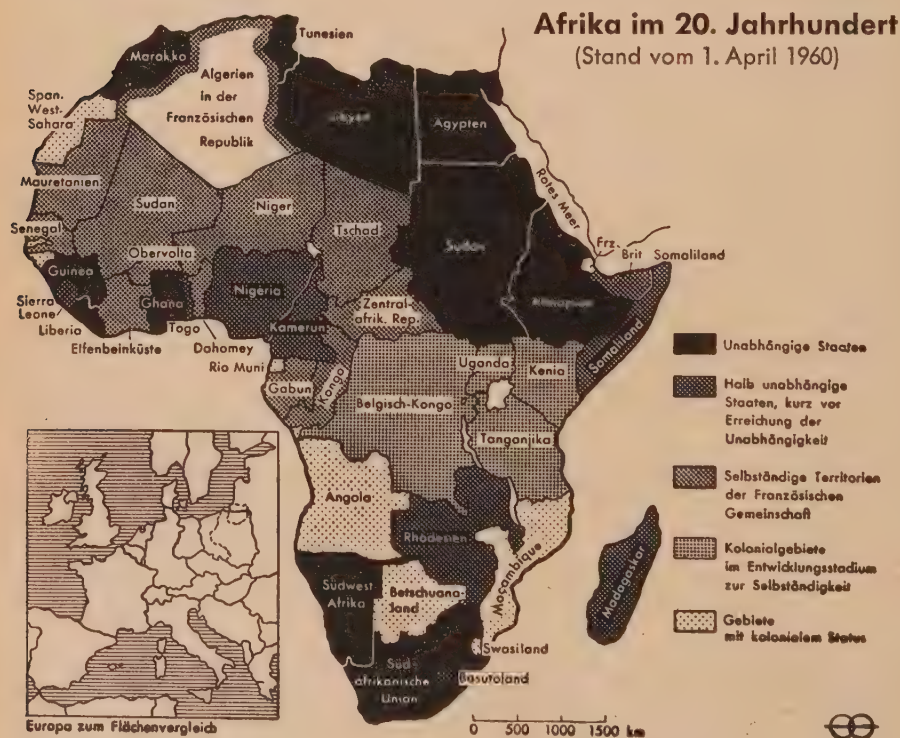 Afrika im 20. Jahrhundert
(Stand vom 1. April 1960)
Tunesien
Marokko
Algerien
in der
Französischen
Republik
Libyen
Ägypten
Span.
West-
Sahara
Rotes Meer
Mauretanien
Sudan
Niger
Tschad
Sudan
Senegal
Obervolta
Frz.-
Brit Somaliland
Guinea
Nigeria
Äthiopien
Sierra
Leone
Liberia
Ghana
Togo
Elfenbeinküste
Dahomey
Kamerun
Zentral-
afrik. Rep.
Rio Muni
Gabun
Kongo
Uganda
Kenia
Somaliland
Belgisch-Kongo
Tanganjika
Angola
Rhodesien
Moçambique
Madagaskar
Südwest-
Afrika
Betschuana-
land
Swasiland
Süd
afrikanische
Union
Basutoland
Unabhängige Staaten
Halb unabhängige
Staaten, kurz vor
Erreichung der
Unabhängigkeit
Selbständige Territorien
der Französischen
Gemeinschaft
Kolonialgebiete
im Entwicklungsstadium
zur Selbständigkeit
Gebiete
mit kolonialem Status
Europa zum Flächenvergleich
0 500 1000 1500 km